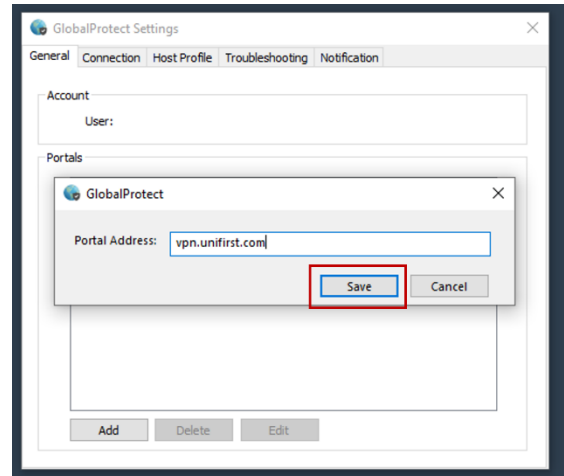 GlobalProtect Settings
General Connection Host Profile Troubleshooting Notification
Account
User:
Portals
GlobalProtect
Portal Address: vpn.unifirst.com
Save Cancel
Add Delete Edit